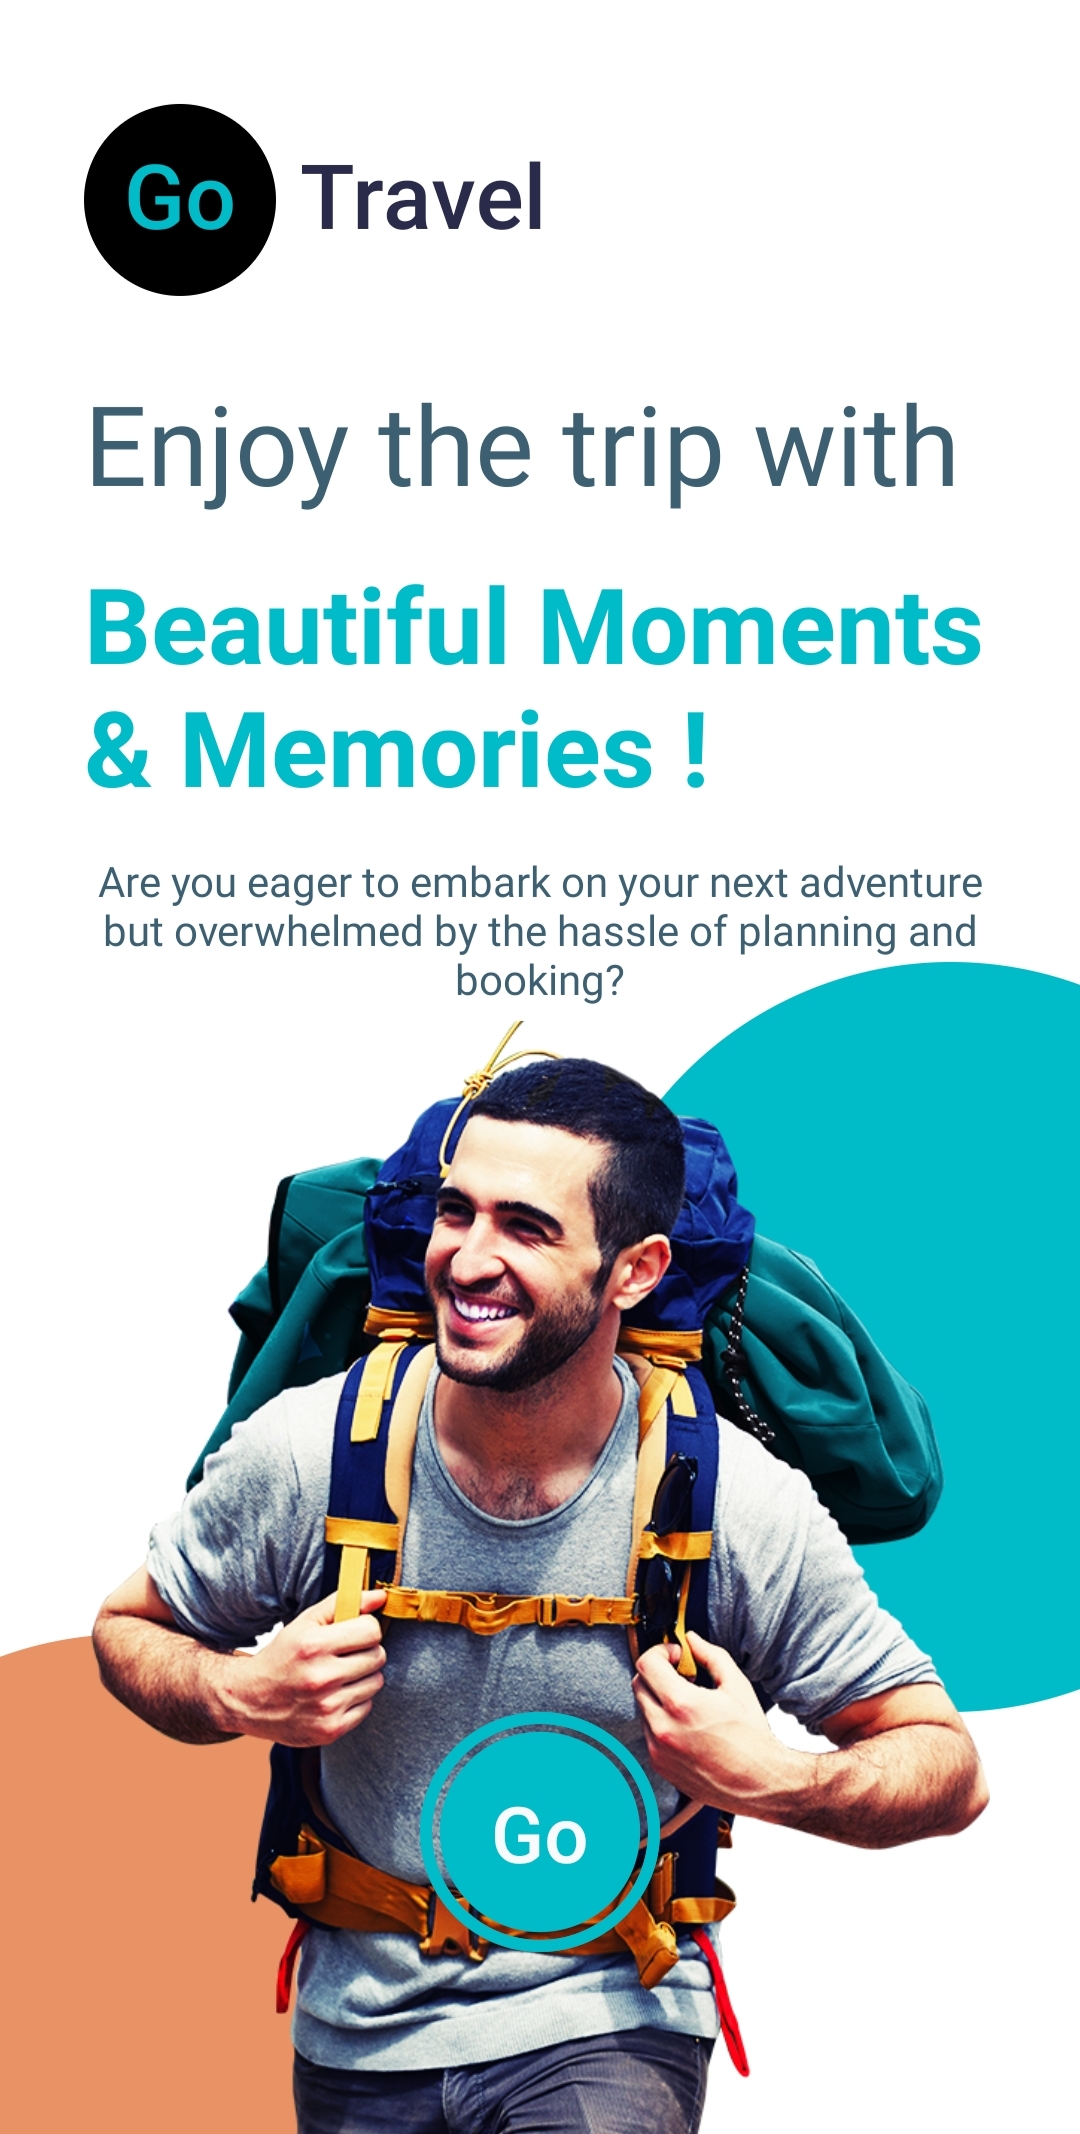 Go Travel
Enjoy the trip with
Beautiful Moments
& Memories !
Are you eager to embark on your next adventure
but overwhelmed by the hassle of planning and
booking?
Go